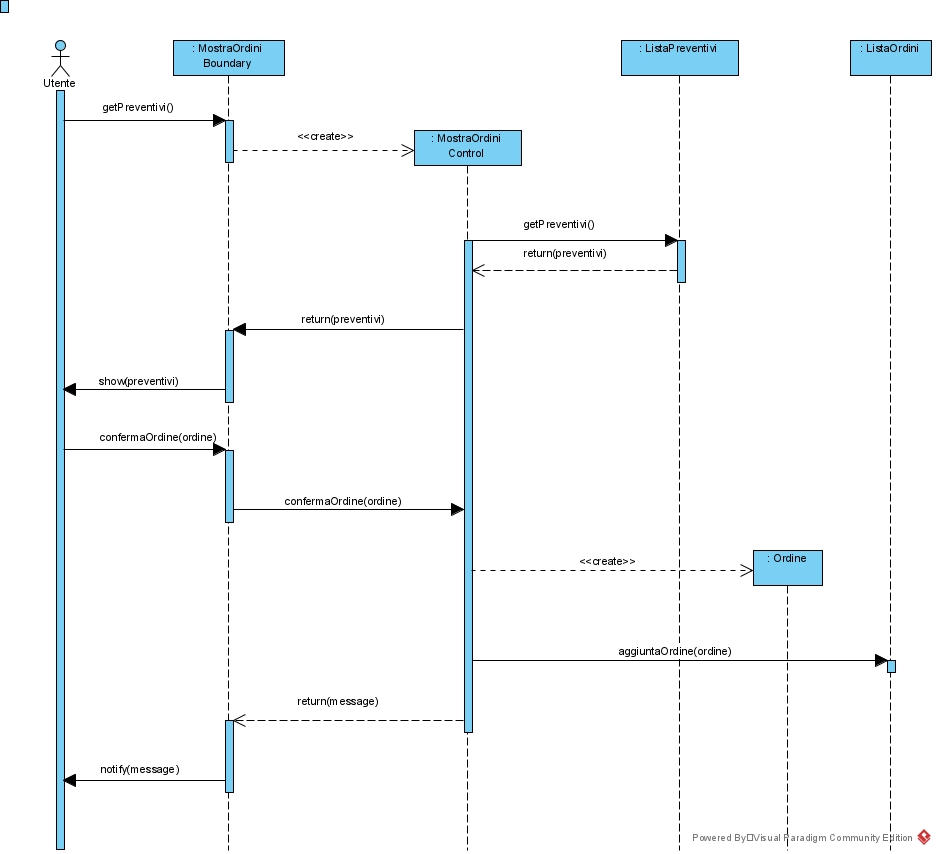 : MostraOrdini
Boundary
: ListaPreventivi
: ListaOrdini
Utente
getPreventivi()
<<create>>
: MostraOrdini
Control
getPreventivi()
return(preventivi)
return(preventivi)
show(preventivi)
confermaOrdine(ordine)
confermaOrdine(ordine)
<<create>>
: Ordine
aggiuntaOrdine(ordine)
return(message)
notify(message)
Powered By Visual Paradigm Community Edition